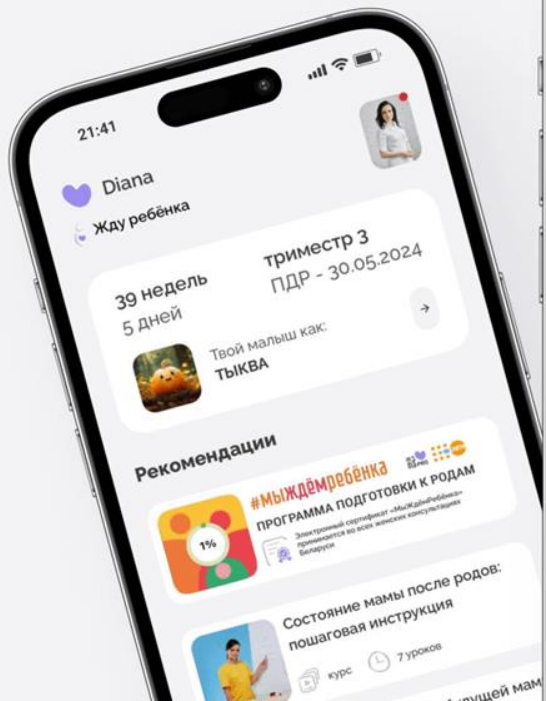 21:41
Diana
Жду ребёнка
39 недель
5 дней
триместр 3
ПДР - 30.05.2024
Твой малыш как:
ТЫКВА
Рекомендации
1%
#МЫЖДЁМребёнка
ПРОГРАММА ПОДГОТОВКИ К РОДАМ
Электронный сертификат «МыЖдёмРебёнка»
принимается во всех женских консультациях
Беларуси
Состояние мамы после родов:
пошаговая инструкция
курс
7 уроков